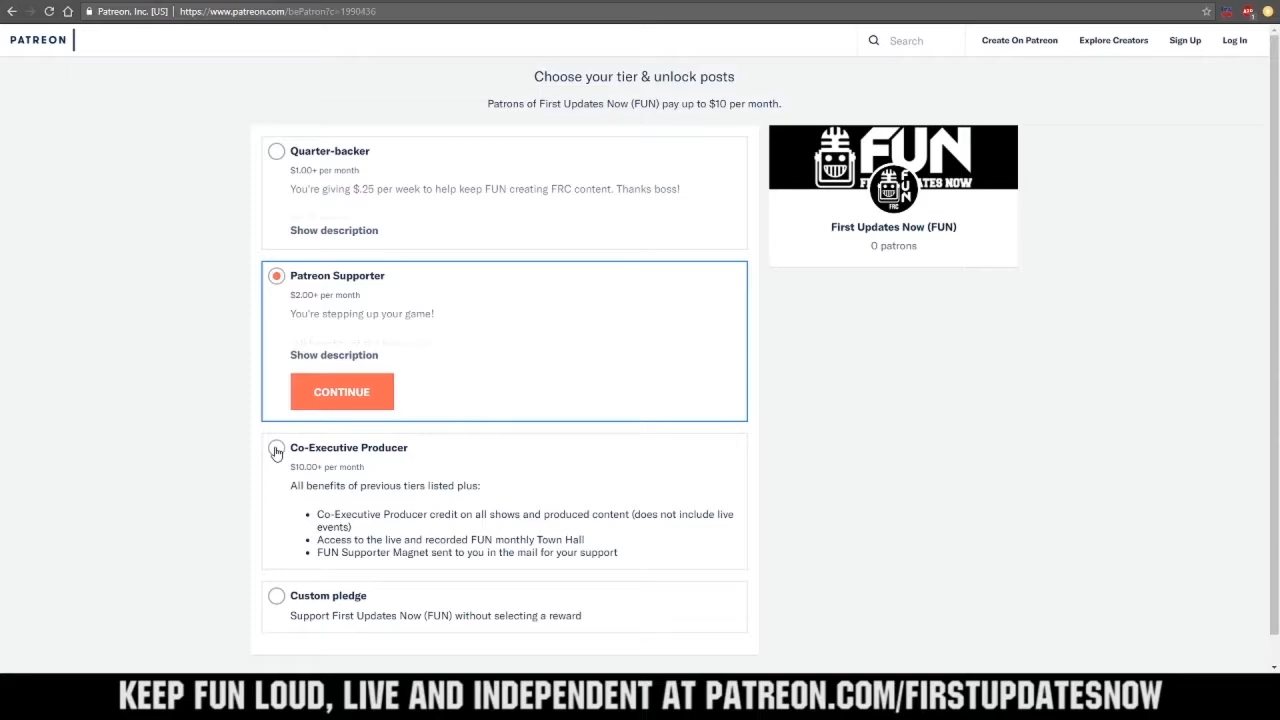 Patreon, Inc. [US] | https://www.patreon.com/bePatron?c=1990436
PATREON
Search
Create On Patreon
Explore Creators
Sign Up
Log In
Choose your tier & unlock posts
Patrons of First Updates Now (FUN) pay up to $10 per month.
Quarter-backer
$1.00+ per month
You're giving $.25 per week to help keep FUN creating FRC content. Thanks boss!
Show description
Patreon Supporter
$2.00+ per month
You're stepping up your game!
Show description
CONTINUE
Co-Executive Producer
$10.00+ per month
All benefits of previous tiers listed plus:
• Co-Executive Producer credit on all shows and produced content (does not include live
events)
• Access to the live and recorded FUN monthly Town Hall
• FUN Supporter Magnet sent to you in the mail for your support
Custom pledge
Support First Updates Now (FUN) without selecting a reward
FUN
ATES NOW
FUN
FRC
First Updates Now (FUN)
0 patrons
KEEP FUN LOUD, LIVE AND INDEPENDENT AT PATREON.COM/FIRSTUPDATESNOW